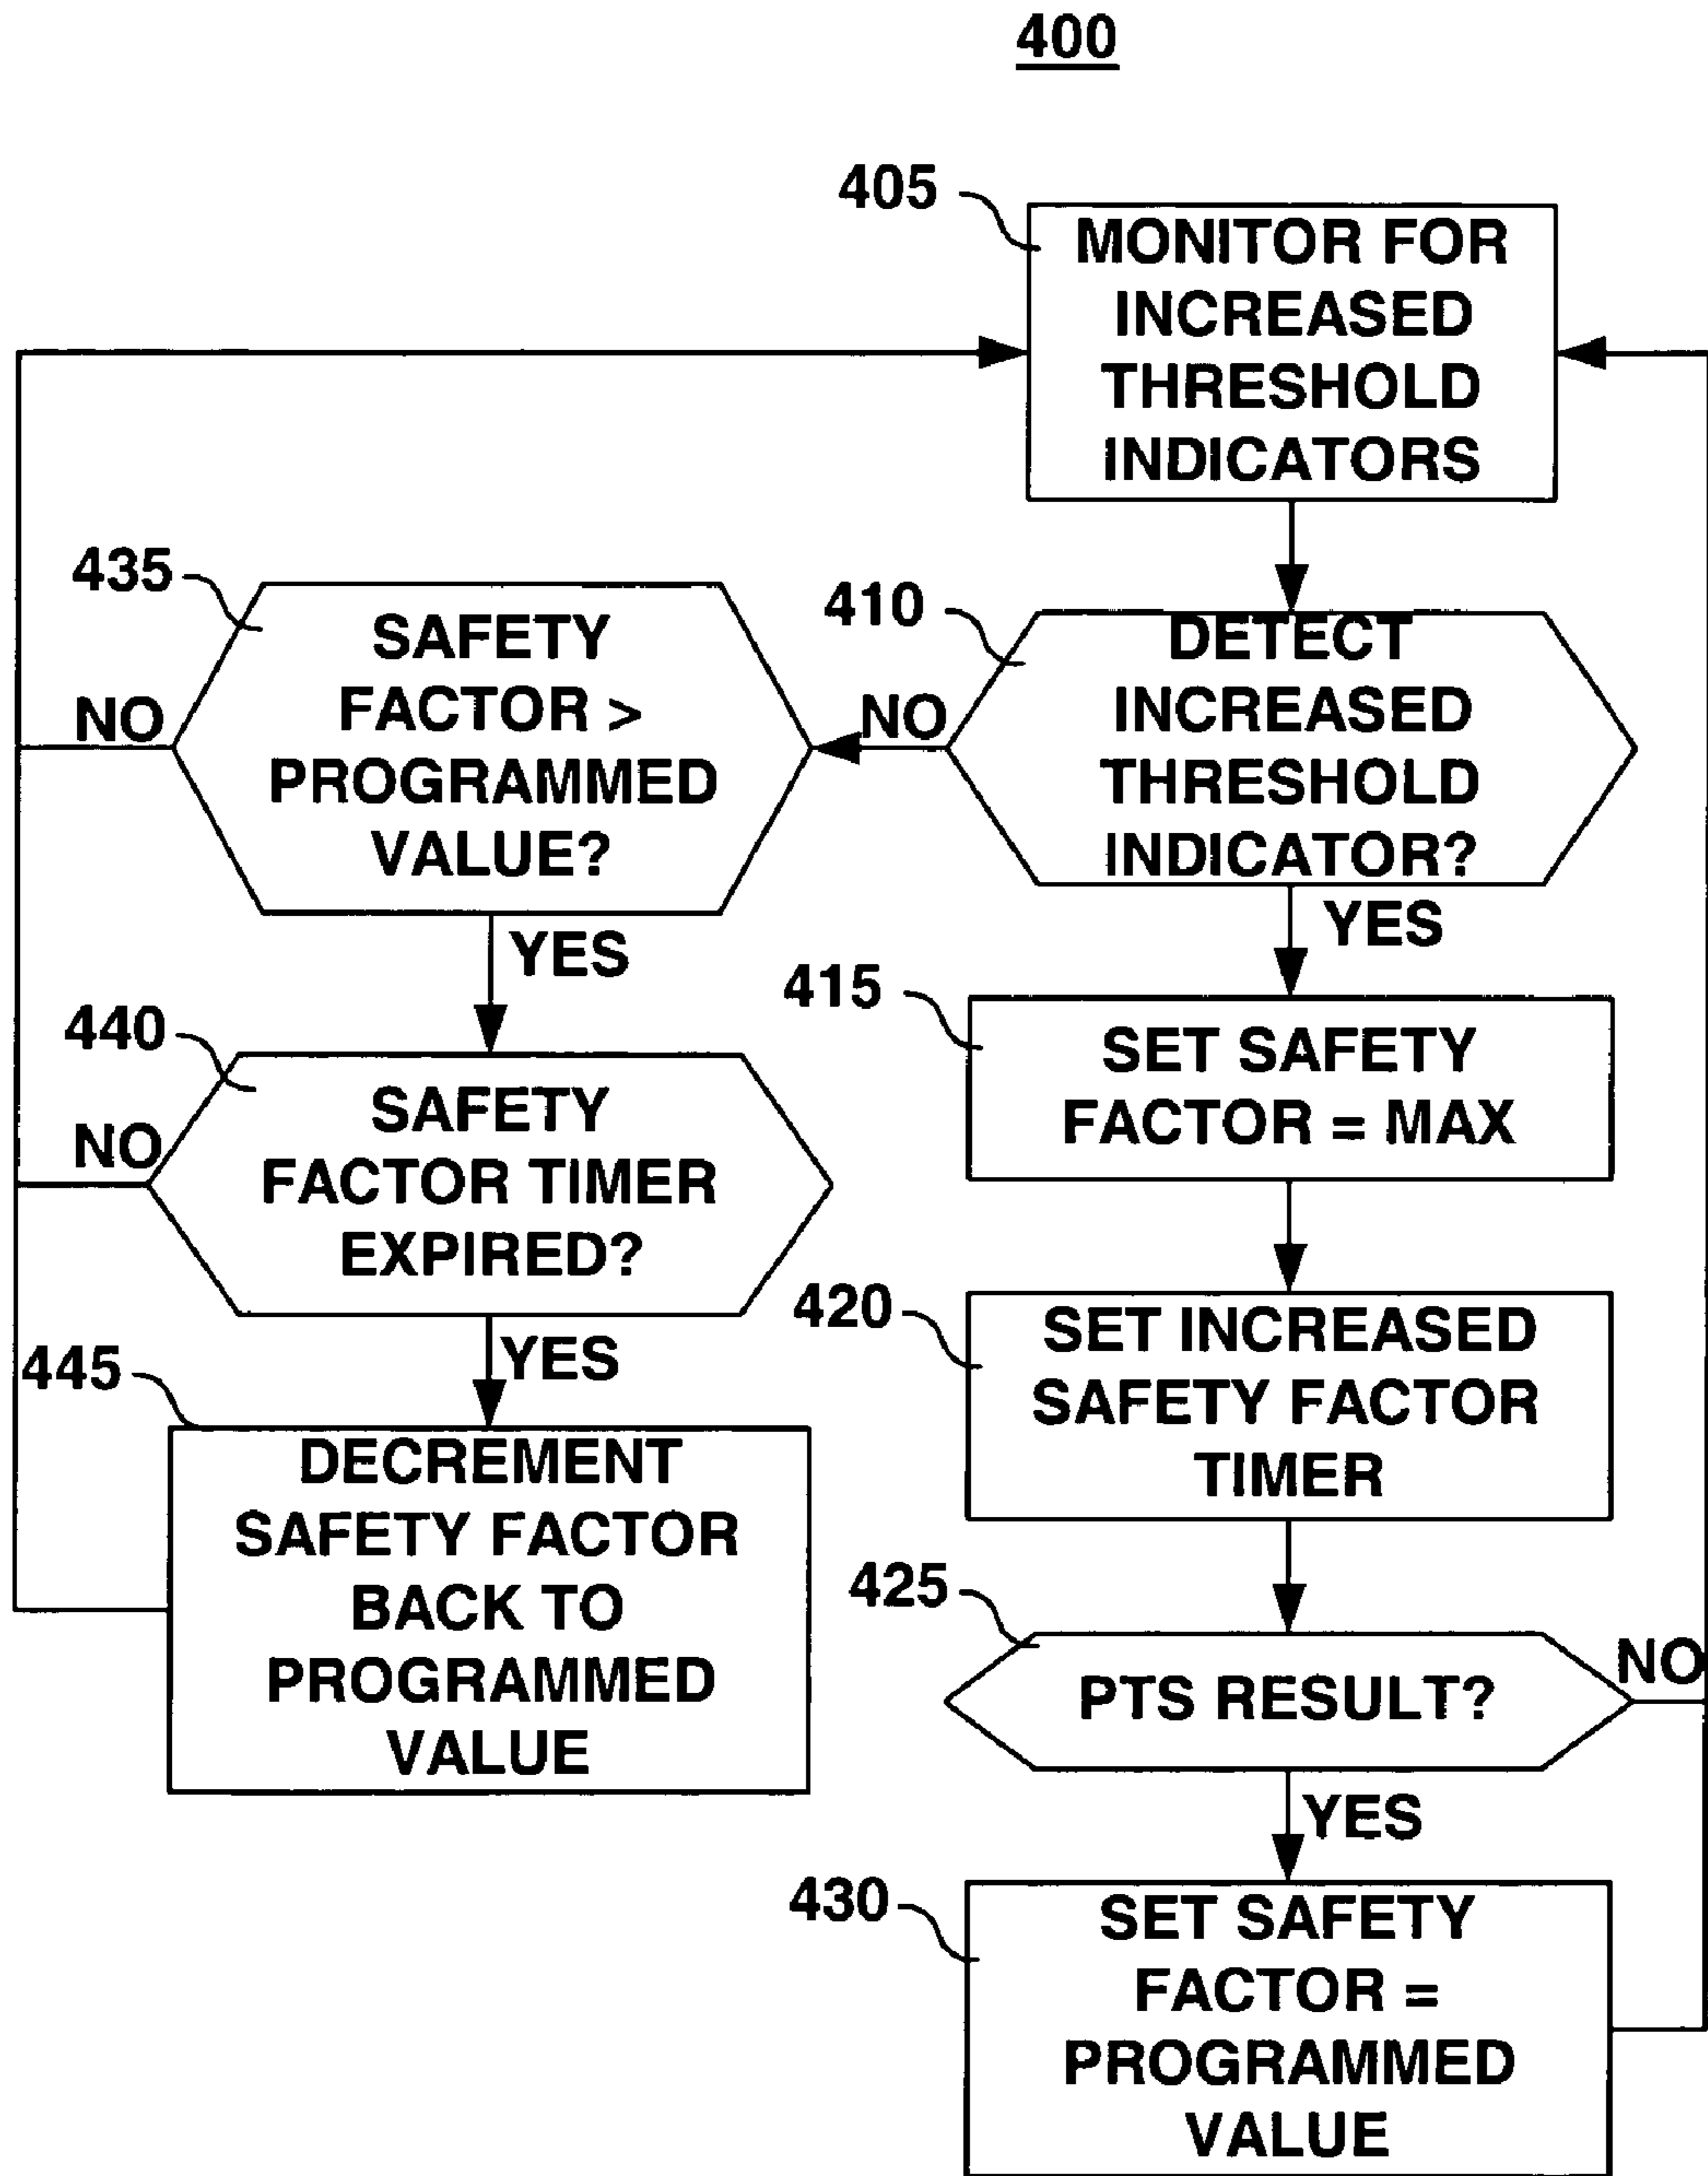 400
405
MONITOR FOR
INCREASED
THRESHOLD
INDICATORS
410
DETECT
INCREASED
THRESHOLD
INDICATOR?
NO
YES
435
SAFETY
FACTOR >
PROGRAMMED
VALUE?
NO
YES
415
SET SAFETY
FACTOR = MAX
440
SAFETY
FACTOR TIMER
EXPIRED?
NO
YES
420
SET INCREASED
SAFETY FACTOR
TIMER
445
DECREMENT
SAFETY FACTOR
BACK TO
PROGRAMMED
VALUE
425
PTS RESULT?
NO
YES
430
SET SAFETY
FACTOR =
PROGRAMMED
VALUE